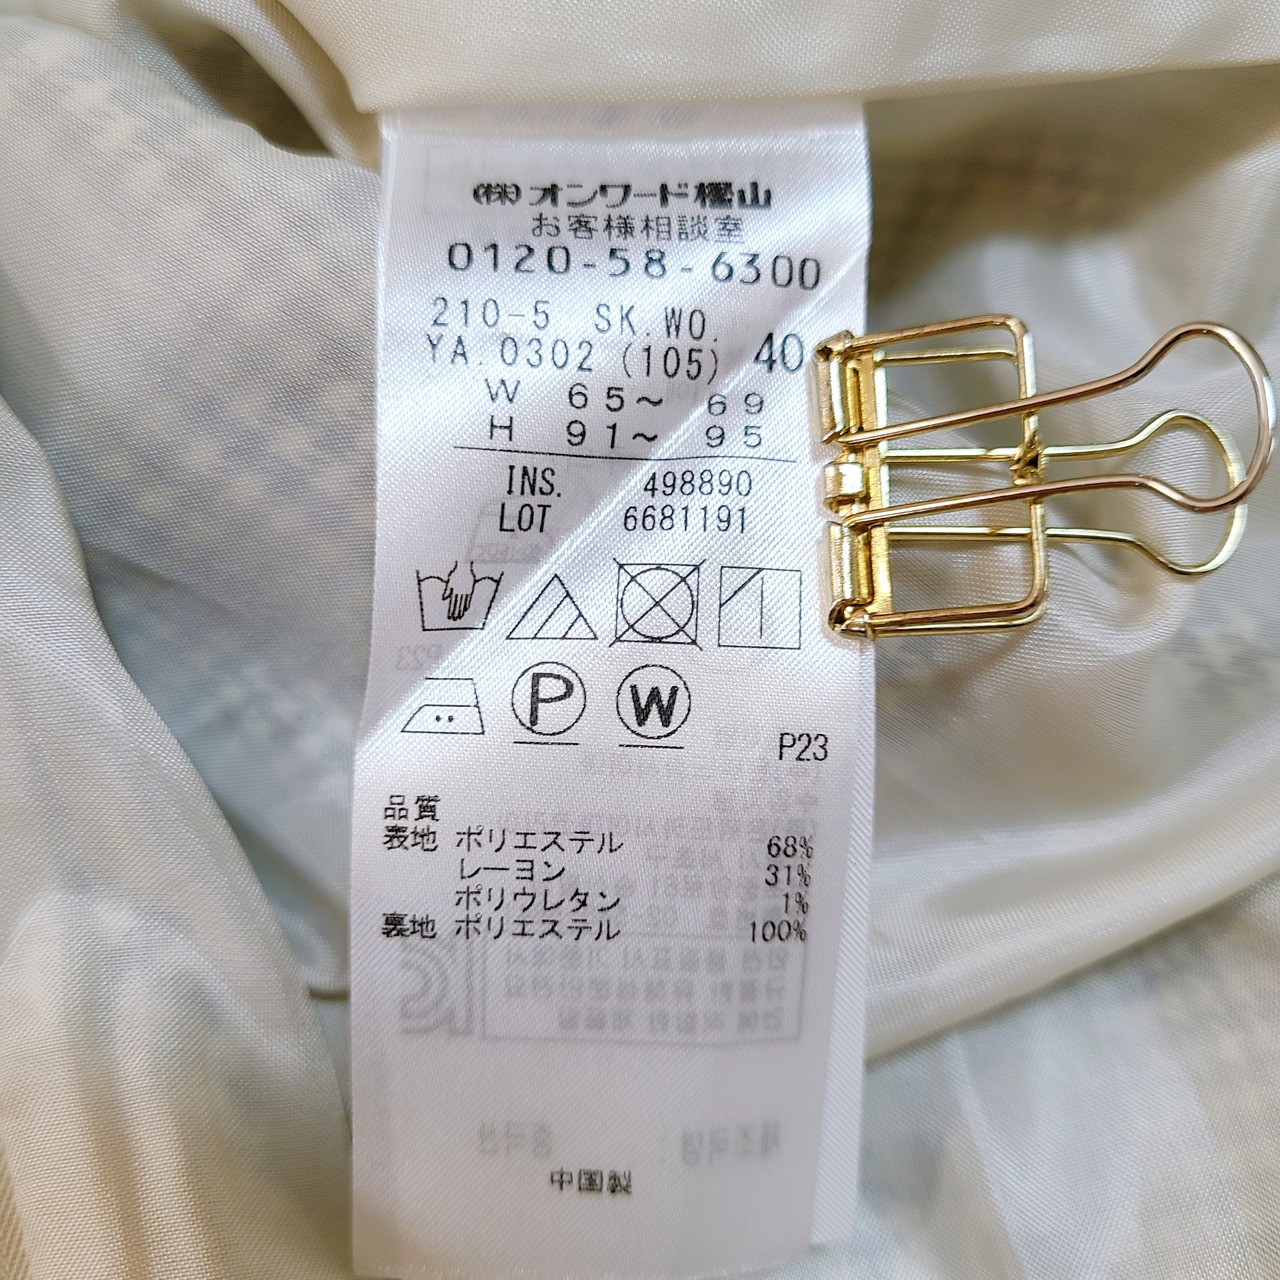 (株)オンワード樫山
お客様相談室
0120-58-6300
210-5 SK.WO.
YA.0302 (105) 40
W 65~ 69
H 91~ 95
INS. 498890
LOT 6681191
P W
P23
品質
表地 ポリエステル 68%
レーヨン 31%
ポリウレタン 1%
裏地 ポリエステル 100%
中国製